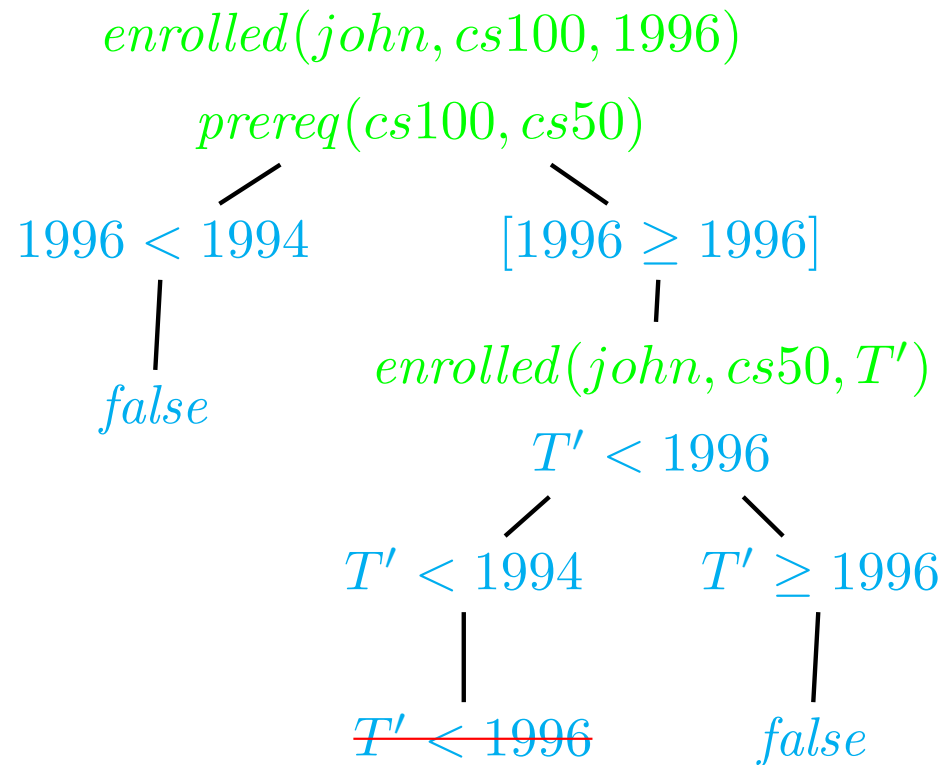 enrolled(john, cs100, 1996)
prereq(cs100, cs50)
1996 < 1994
[1996 ≥ 1996]
false
enrolled(john, cs50, T′)
T′ < 1996
T′ < 1994
T′ ≥ 1996
T′ < 1996
false